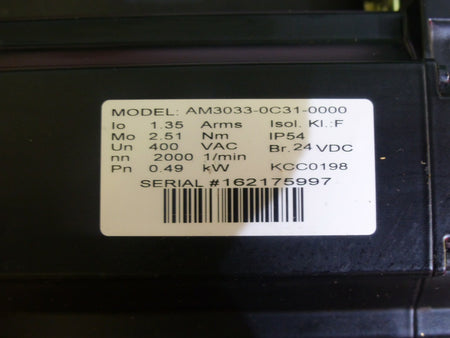 MODEL: AM3033-0C31-0000
Io 1.35 Arms Isol. Kl.:F
Mo 2.51 Nm IP54
Un 400 VAC Br. 24 VDC
nn 2000 1/min
Pn 0.49 kW KCC0198
SERIAL #162175997